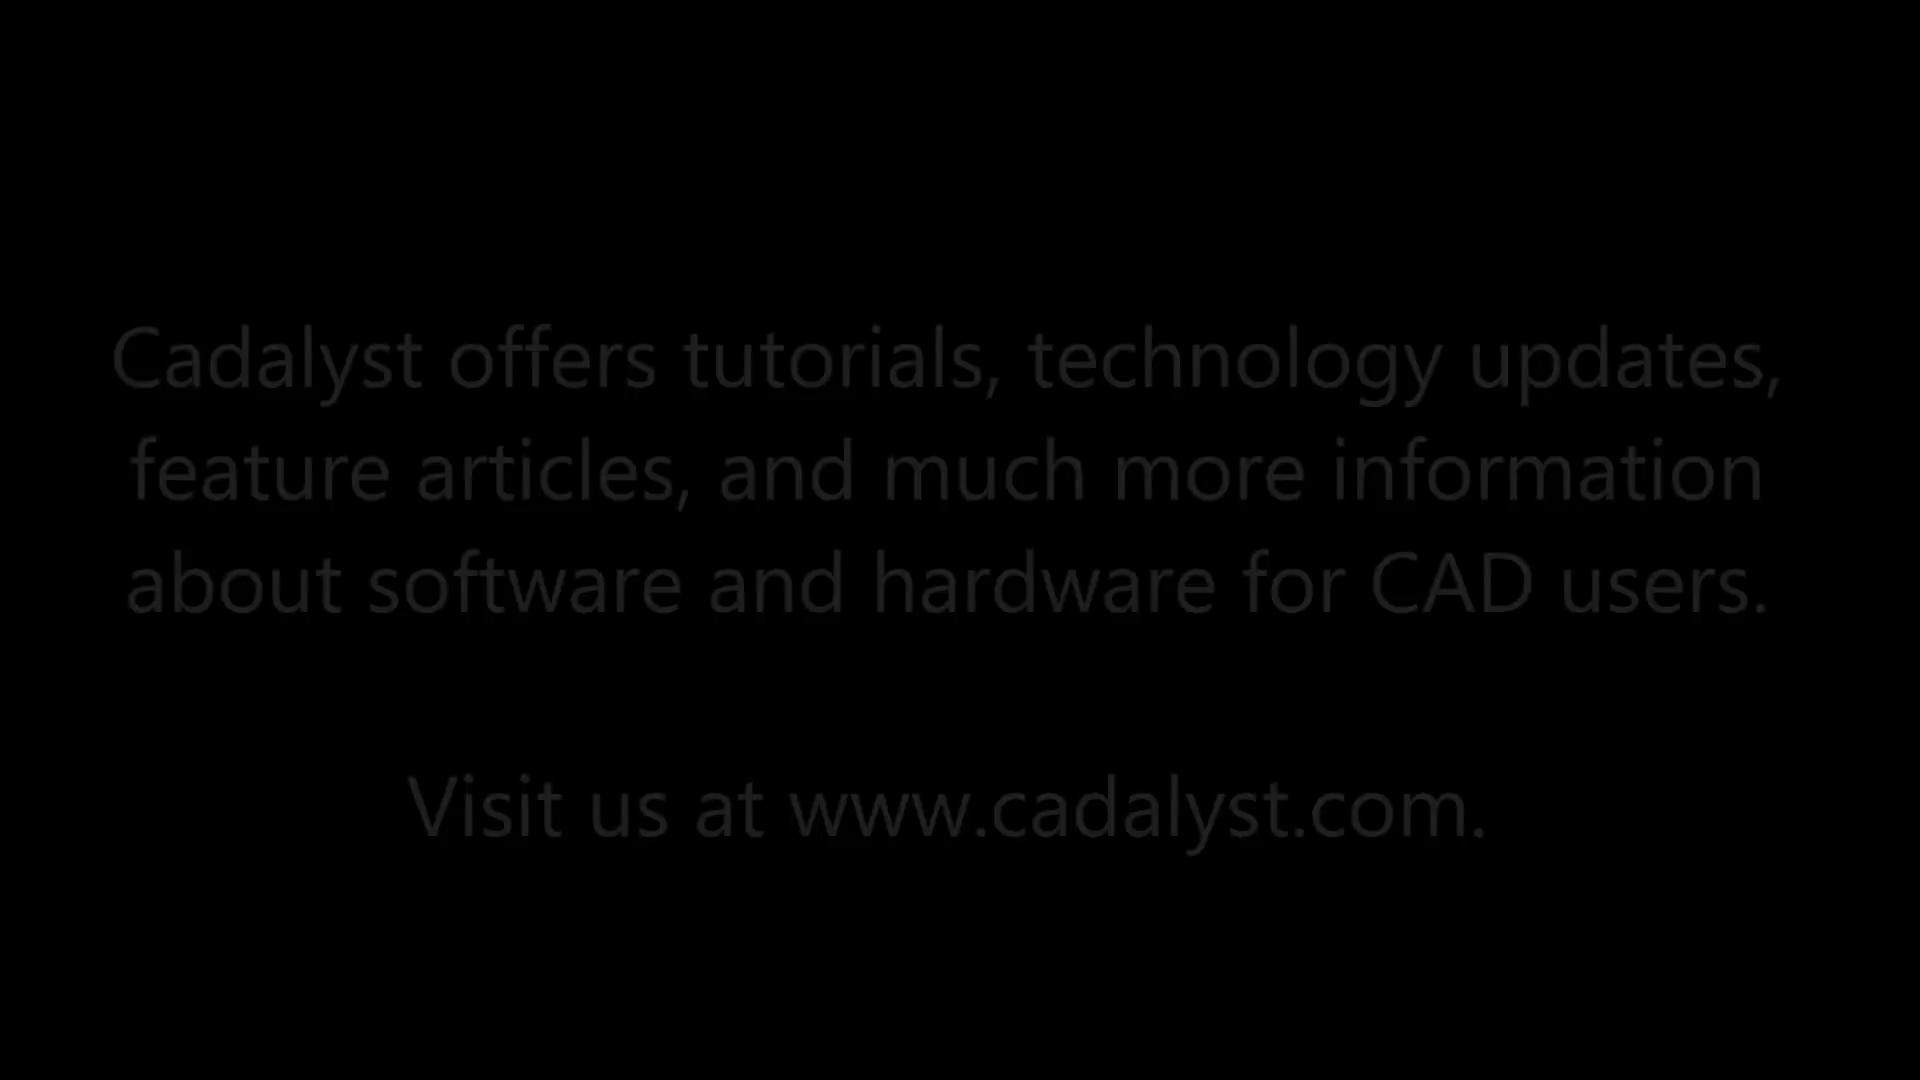 Cadalyst offers tutorials, technology updates,
feature articles, and much more information
about software and hardware for CAD users.
Visit us at www.cadalyst.com.